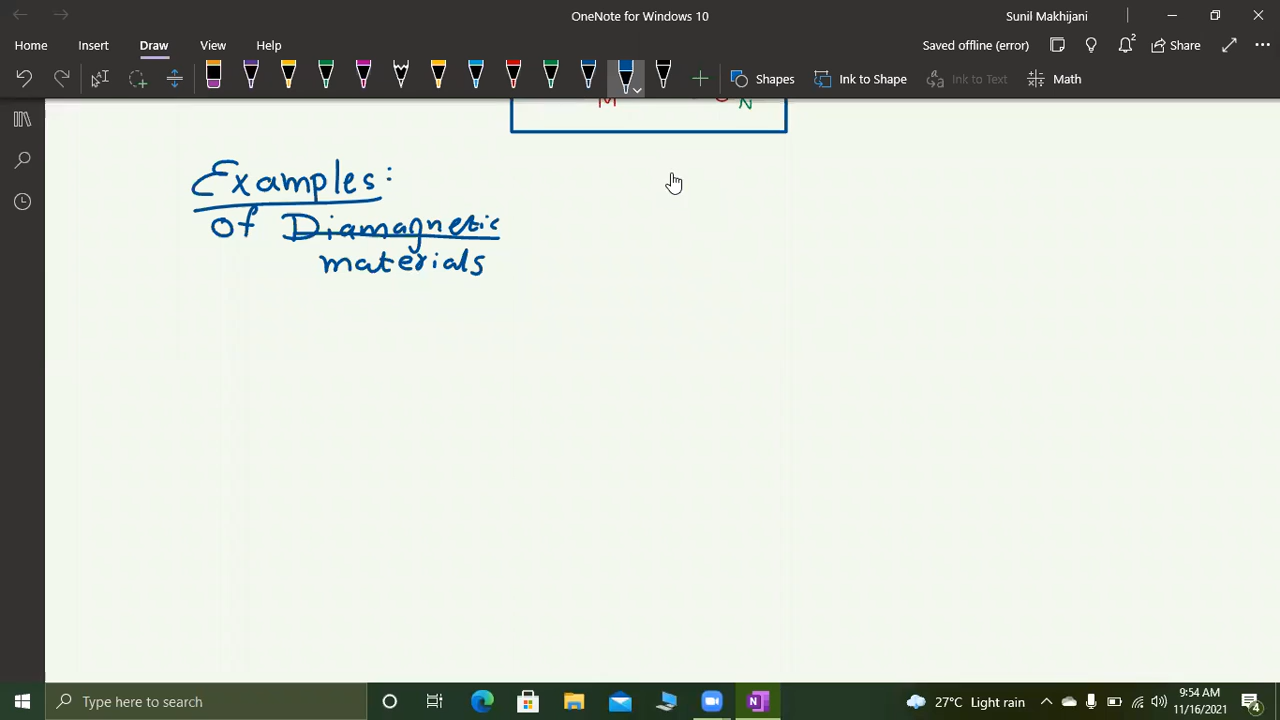 OneNote for Windows 10
Sunil Makhijani
Home Insert Draw View Help
Saved offline (error)
Share
Shapes
Ink to Shape
Ink to Text
Math
M N
Examples:
of Diamagnetic
materials
Type here to search
27°C Light rain
9:54 AM
11/16/2021
4